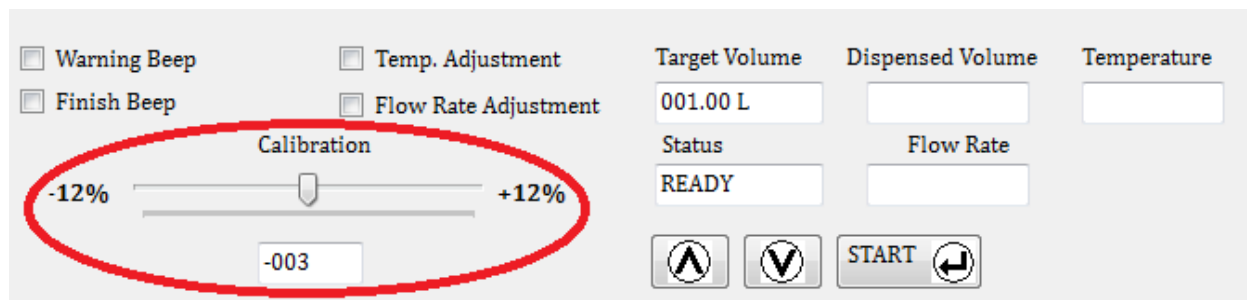 Warning Beep
Temp. Adjustment
Finish Beep
Flow Rate Adjustment
Calibration
-12%
+12%
-003
Target Volume
Dispensed Volume
Temperature
001.00 L
Status
Flow Rate
READY
START